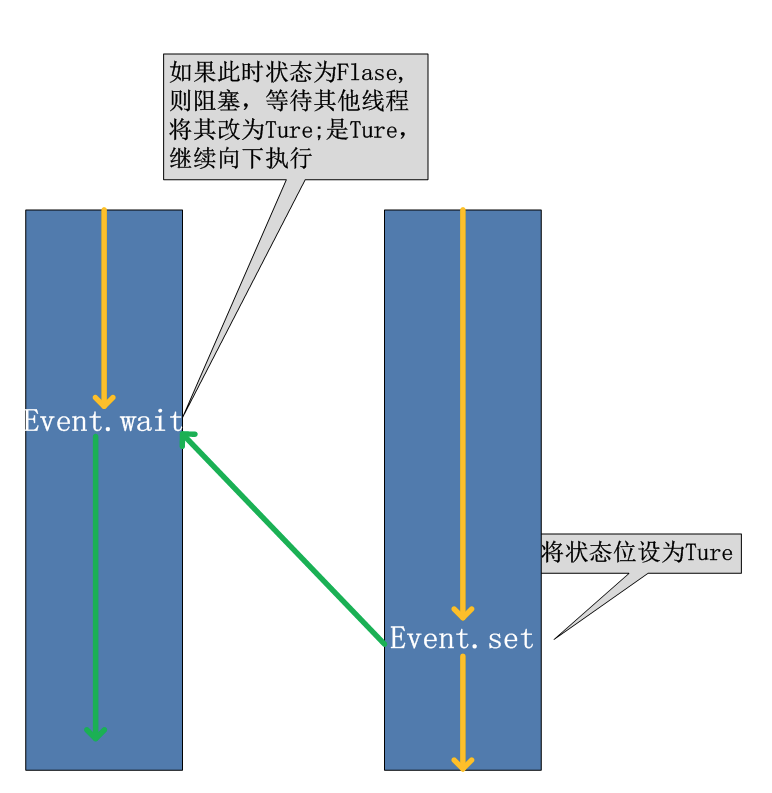 如果此时状态为Flase,
则阻塞，等待其他线程
将其改为Ture;是Ture，
继续向下执行
Event.wait
将状态位设为Ture
Event.set